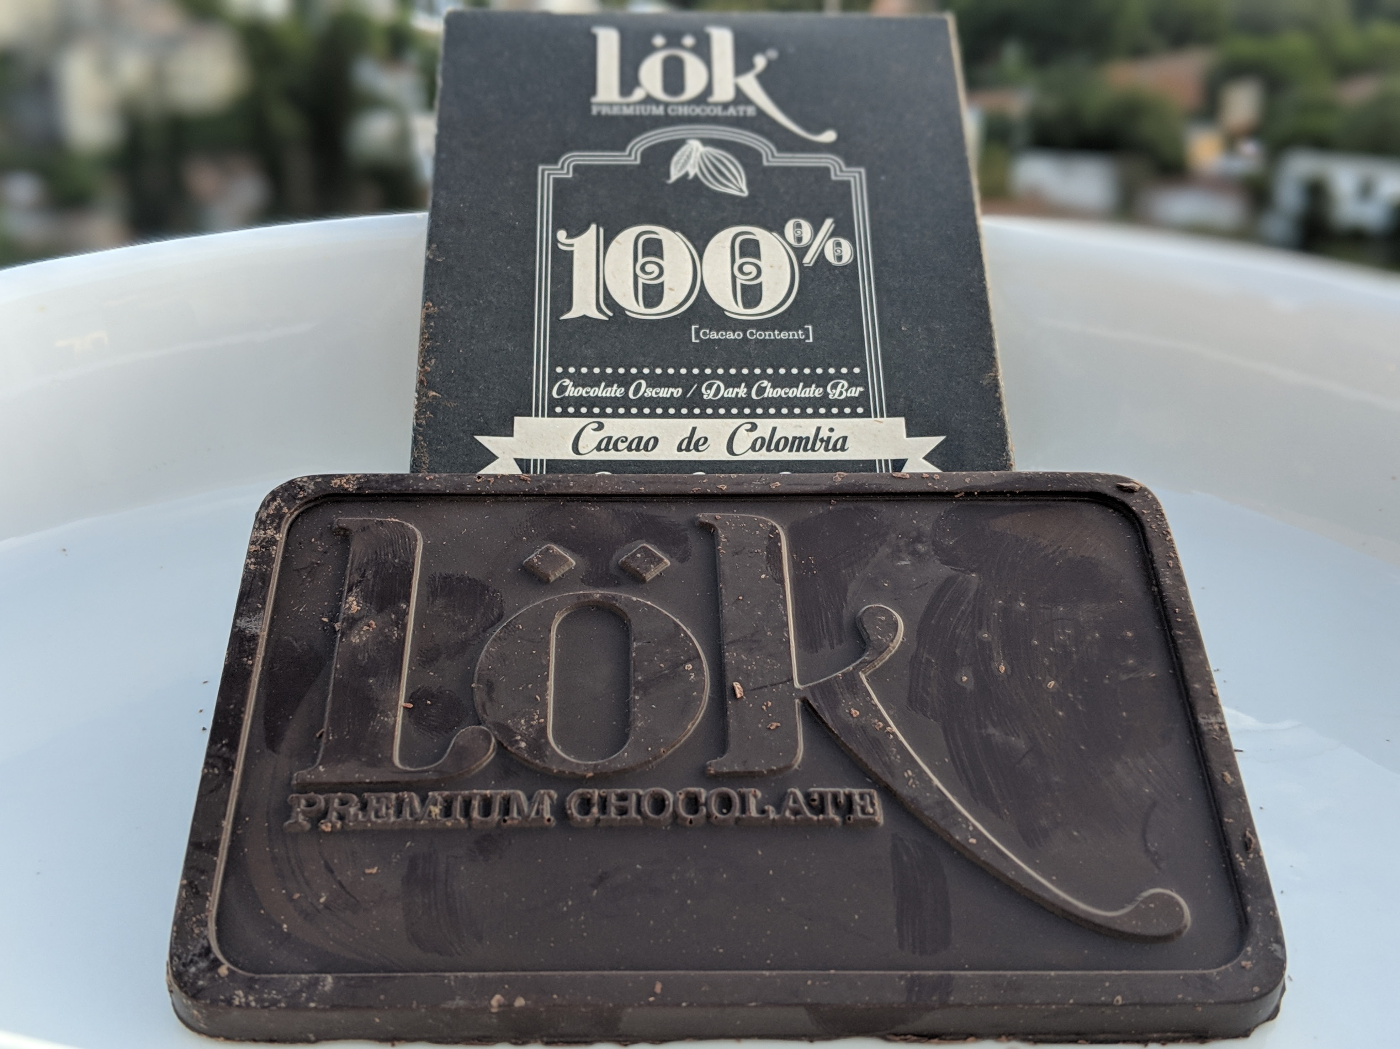 Lök
PREMIUM CHOCOLATE
100%
[Cacao Content]
Chocolate Oscuro / Dark Chocolate Bar
Cacao de Colombia
Lök
PREMIUM CHOCOLATE